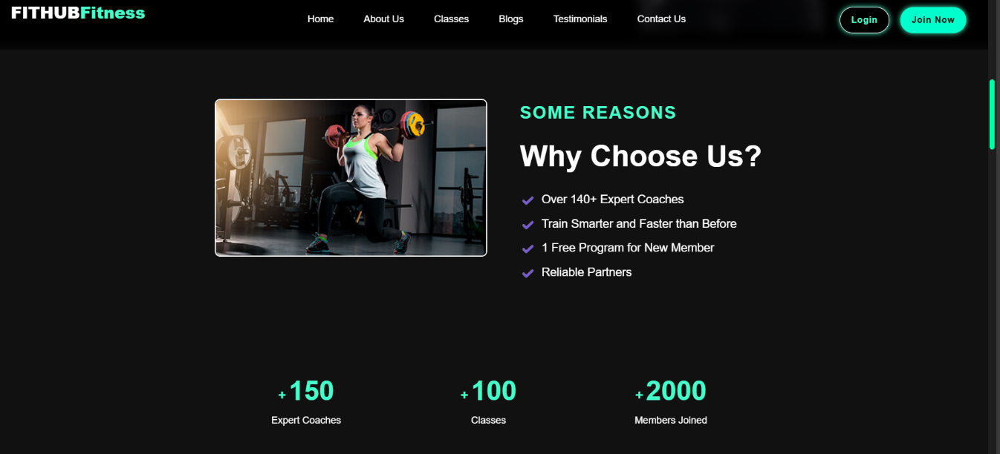 FITHUBFitness
Home About Us Classes Blogs Testimonials Contact Us
Login Join Now
SOME REASONS
Why Choose Us?
Over 140+ Expert Coaches
Train Smarter and Faster than Before
1 Free Program for New Member
Reliable Partners
+150 +100 +2000
Expert Coaches Classes Members Joined